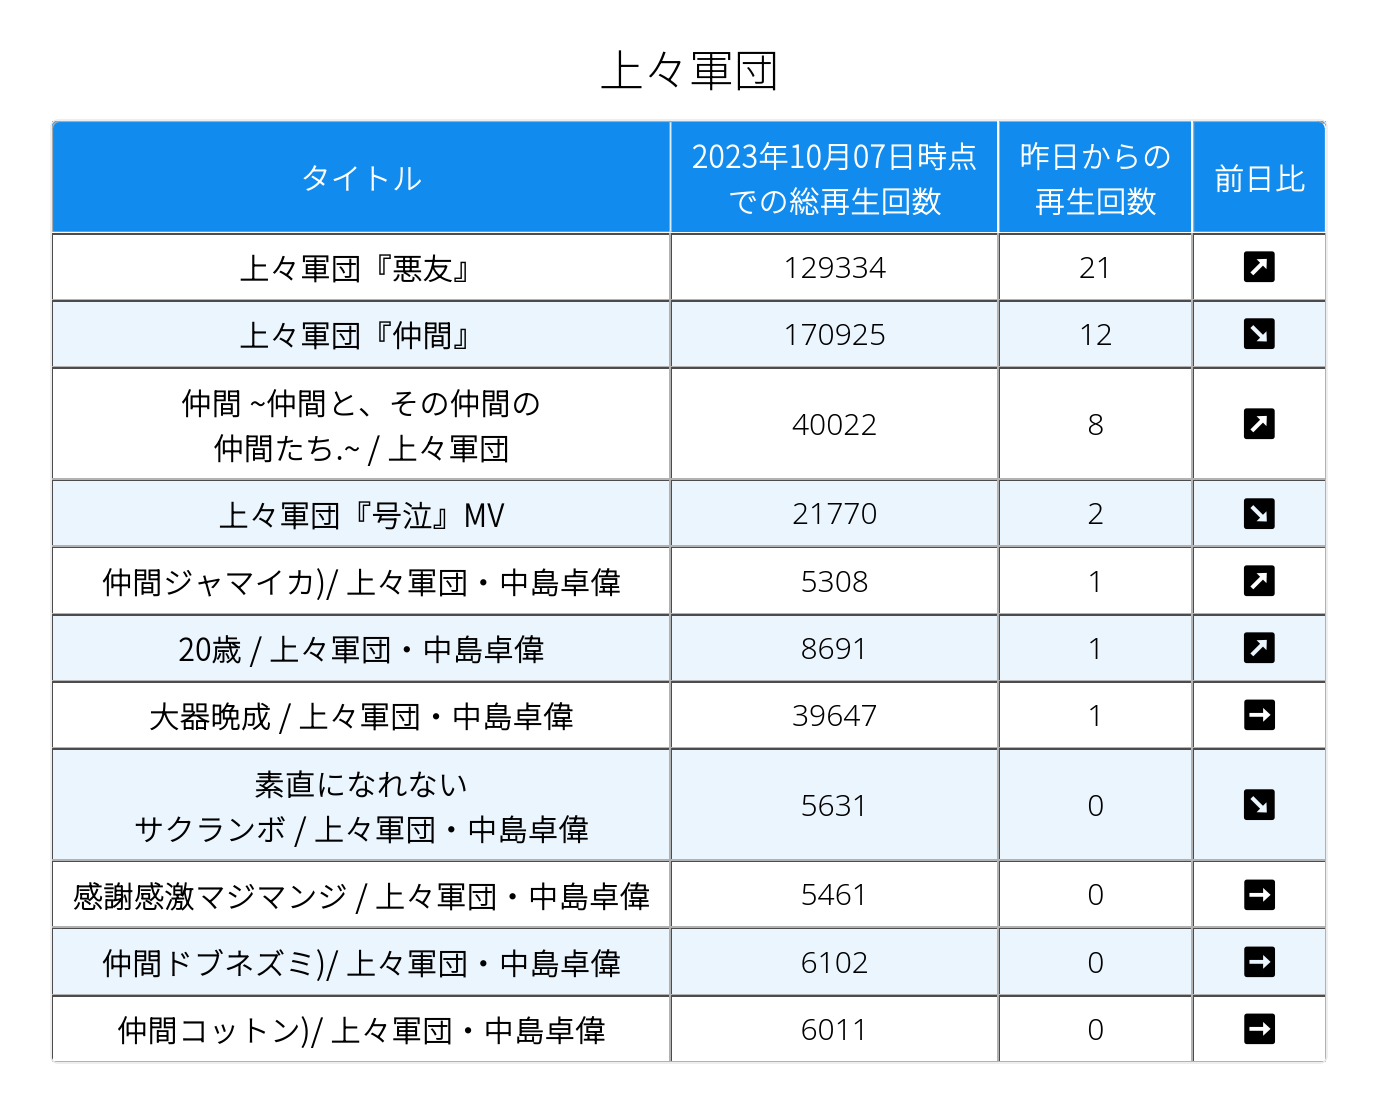 上々軍団
タイトル
2023年10月07日時点
での総再生回数
昨日からの
再生回数
前日比
上々軍団『悪友』 129334 21 ↗
上々軍団『仲間』 170925 12 ↘
仲間 ~仲間と、その仲間の
仲間たち.~ / 上々軍団 40022 8 ↗
上々軍団『号泣』MV 21770 2 ↘
仲間ジャマイカ)/ 上々軍団・中島卓偉 5308 1 ↗
20歳 / 上々軍団・中島卓偉 8691 1 ↗
大器晩成 / 上々軍団・中島卓偉 39647 1 →
素直になれない
サクランボ / 上々軍団・中島卓偉 5631 0 ↘
感謝感激マジマンジ / 上々軍団・中島卓偉 5461 0 →
仲間ドブネズミ)/ 上々軍団・中島卓偉 6102 0 →
仲間コットン)/ 上々軍団・中島卓偉 6011 0 →